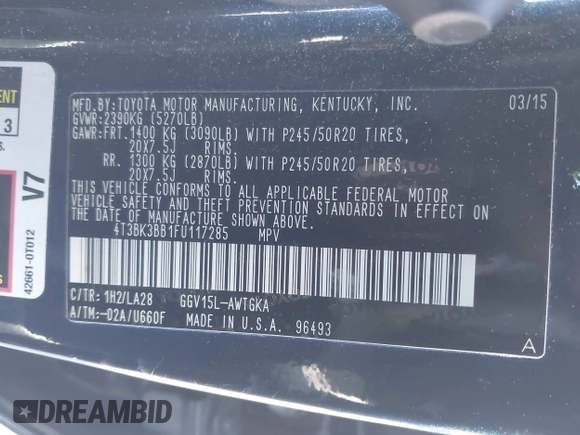 MFD.BY:TOYOTA MOTOR MANUFACTURING, KENTUCKY, INC. 03/15
GVWR:2390KG (5270LB)
GAWR:FRT.1400 KG (3090LB) WITH P245/50R20 TIRES,
20X7.5J RIMS.
RR. 1300 KG (2870LB) WITH P245/50R20 TIRES,
20X7.5J RIMS.
THIS VEHICLE CONFORMS TO ALL APPLICABLE FEDERAL MOTOR
VEHICLE SAFETY AND THEFT PREVENTION STANDARDS IN EFFECT ON
THE DATE OF MANUFACTURE SHOWN ABOVE.
4T3BK3BB1FU117285 MPV
C/TR: 1H2/LA28 GGV15L-AWTGKA
A/TM:-02A/U660F MADE IN U.S.A. 96493
A
3
V7
42661-0T012
DREAMBID